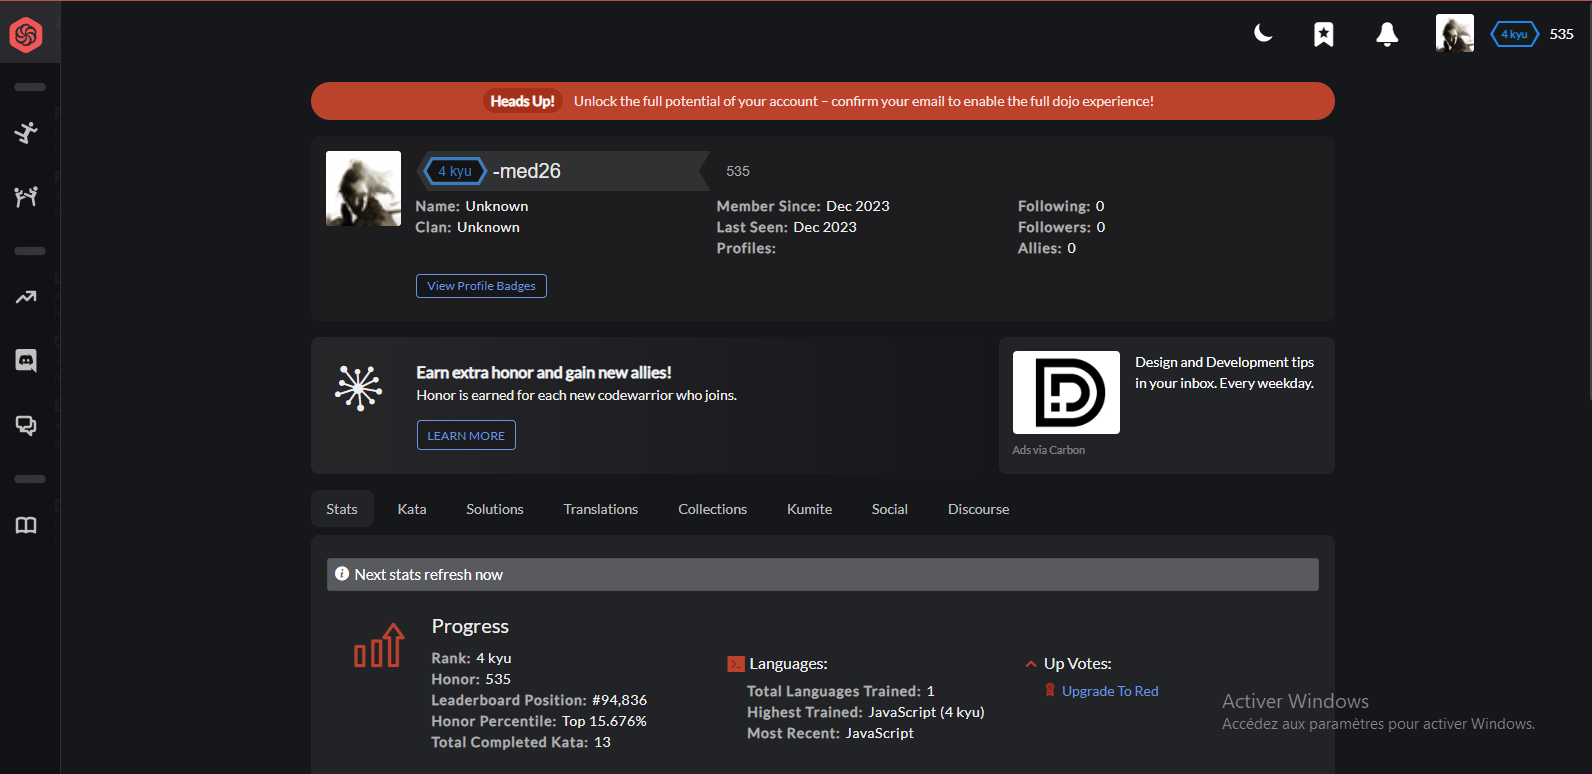 4 kyu 535
Heads Up! Unlock the full potential of your account – confirm your email to enable the full dojo experience!
4 kyu -med26 535
Name: Unknown
Clan: Unknown
Member Since: Dec 2023
Last Seen: Dec 2023
Profiles:
Following: 0
Followers: 0
Allies: 0
View Profile Badges
Earn extra honor and gain new allies!
Honor is earned for each new codewarrior who joins.
LEARN MORE
Design and Development tips
in your inbox. Every weekday.
Ads via Carbon
Stats Kata Solutions Translations Collections Kumite Social Discourse
Next stats refresh now
Progress
Rank: 4 kyu
Honor: 535
Leaderboard Position: #94,836
Honor Percentile: Top 15.676%
Total Completed Kata: 13
Languages:
Total Languages Trained: 1
Highest Trained: JavaScript (4 kyu)
Most Recent: JavaScript
Up Votes:
Upgrade To Red
Activer Windows
Accédez aux paramètres pour activer Windows.